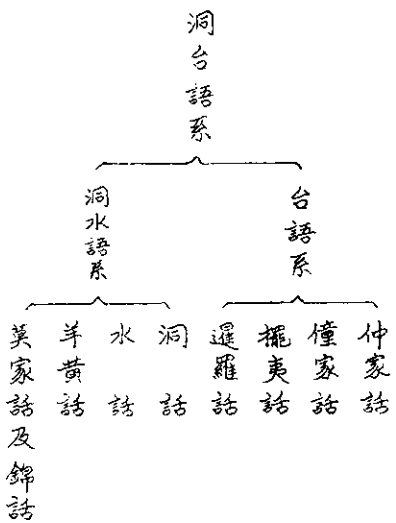 洞台語系
台語系
洞水語系
仲家話
僮家話
擺夷話
暹羅話
洞話
水話
羊黃話
莫家話及錦話